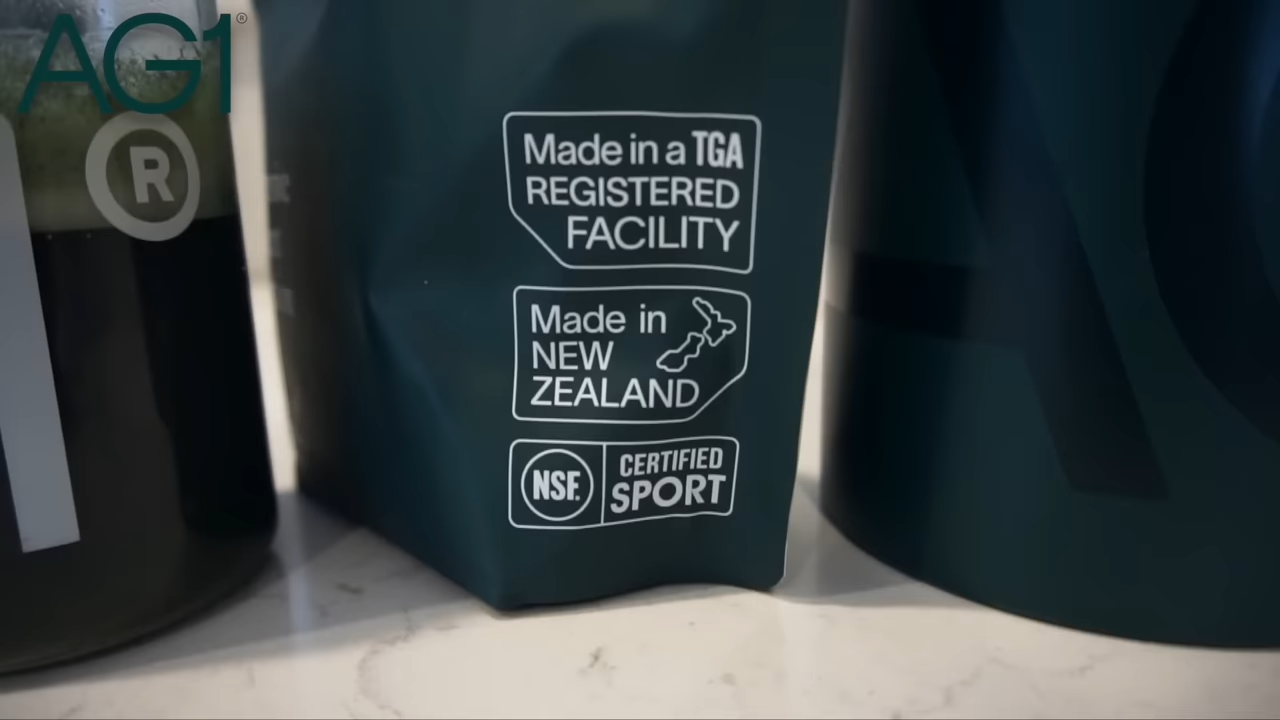 AG1®
®
Made in a TGA
REGISTERED
FACILITY
Made in
NEW
ZEALAND
NSF.
CERTIFIED
SPORT